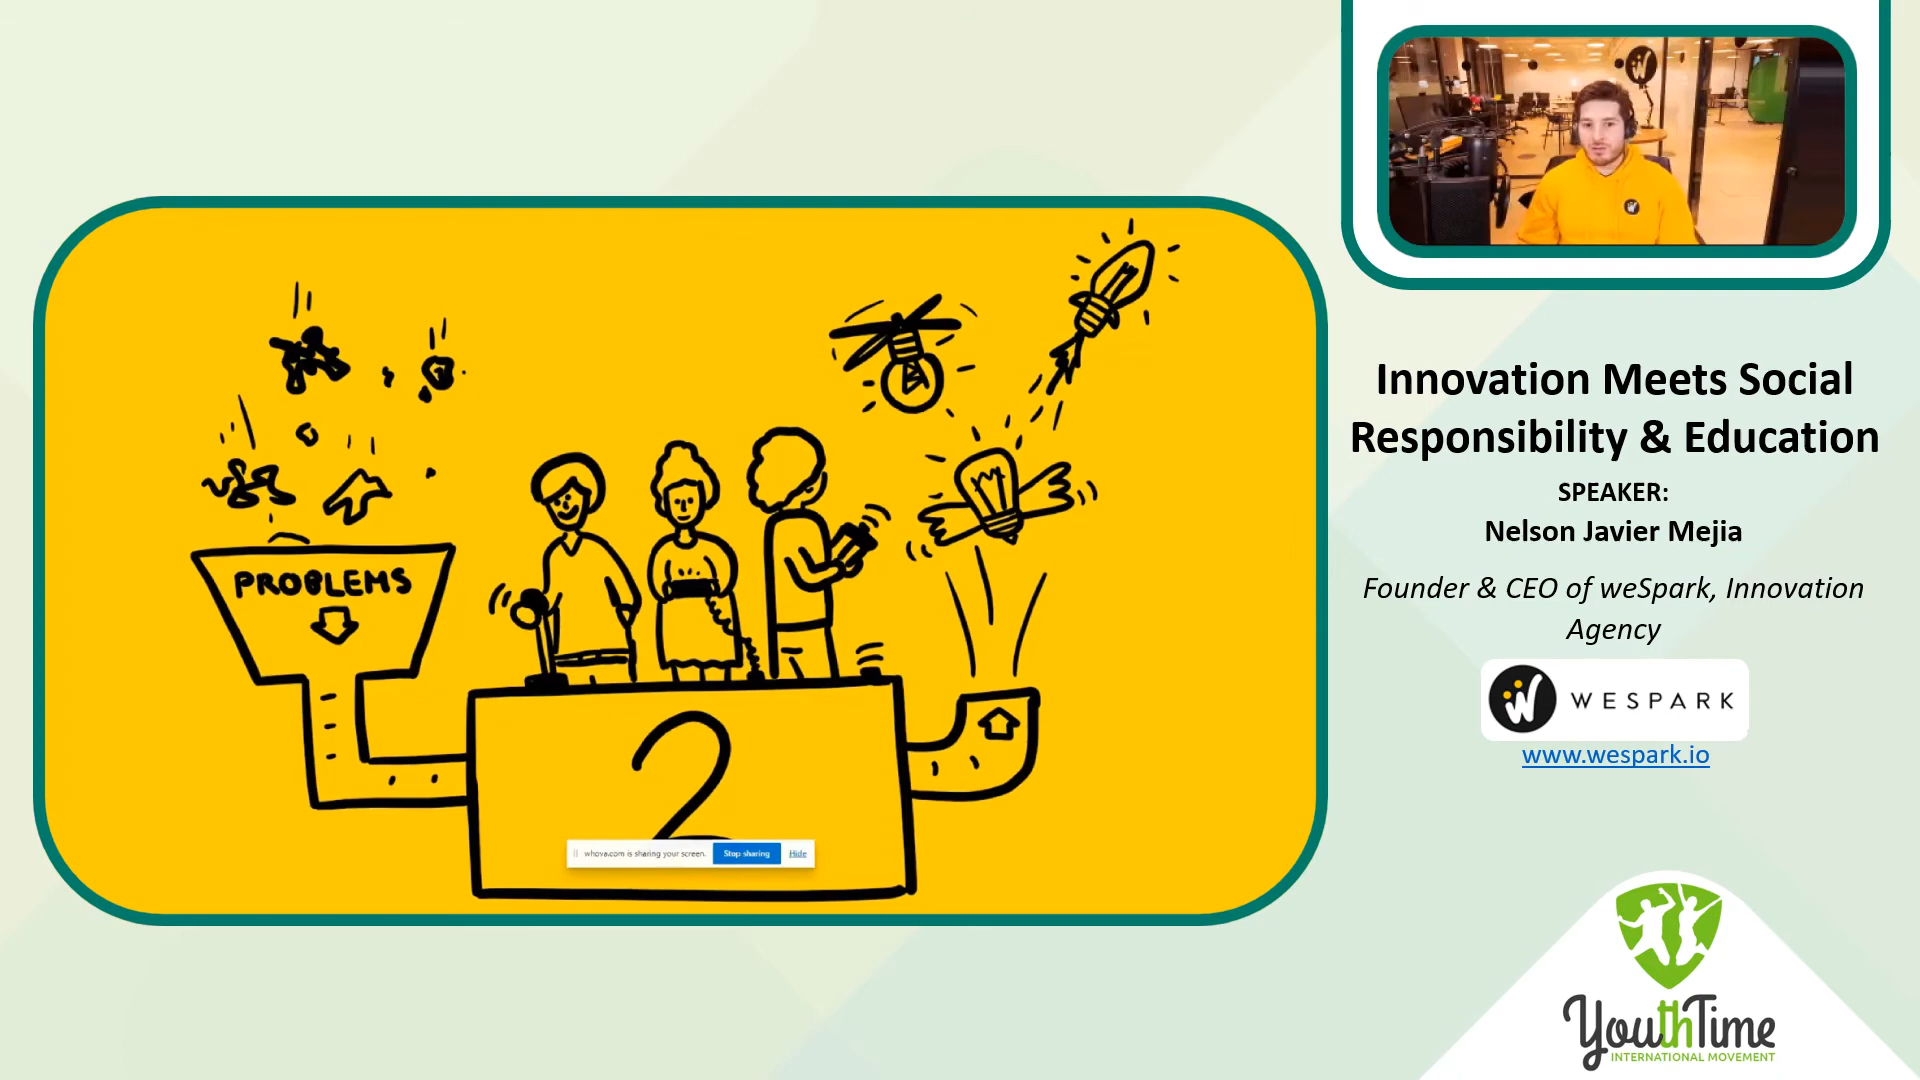 PROBLEMS
2
whova.com is sharing your screen.
Stop sharing
Hide
Innovation Meets Social
Responsibility & Education
SPEAKER:
Nelson Javier Mejia
Founder & CEO of weSpark, Innovation
Agency
WESPARK
www.wespark.io
YouthTime
INTERNATIONAL MOVEMENT